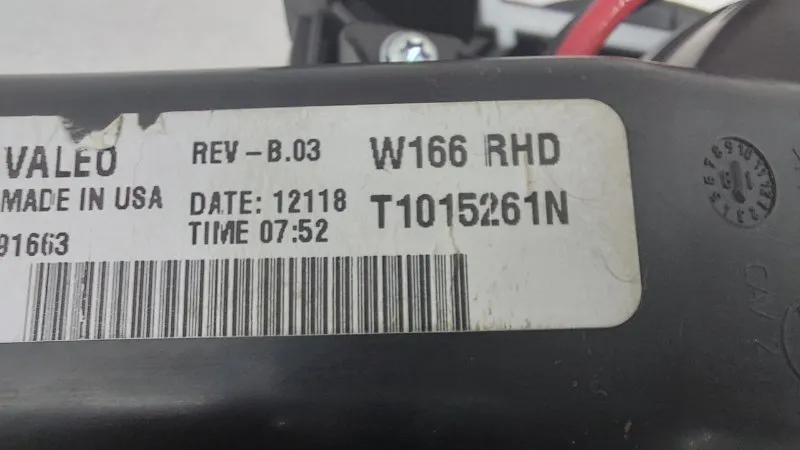 VALEO REV-B.03 W166 RHD
MADE IN USA DATE: 12118 T1015261N
91663 TIME 07:52